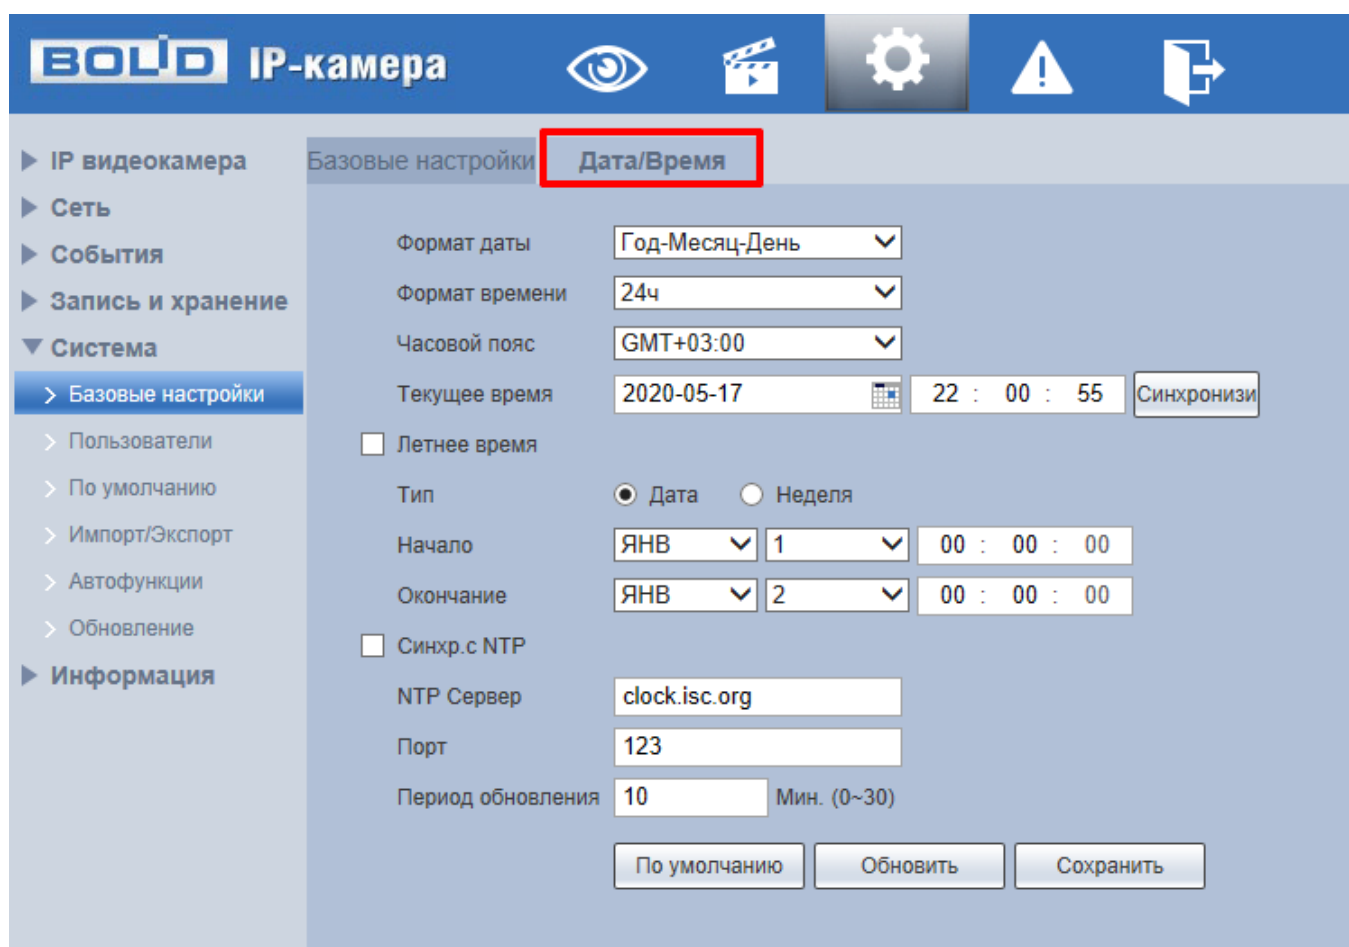 BOLID IP-камера
IP видеокамера
Сеть
События
Запись и хранение
Система
Базовые настройки
Пользователи
По умолчанию
Импорт/Экспорт
Автофункции
Обновление
Информация
Базовые настройки Дата/Время
Формат даты Год-Месяц-День
Формат времени 24ч
Часовой пояс GMT+03:00
Текущее время 2020-05-17 22 : 00 : 55 Синхронизи
Летнее время
Тип Дата Неделя
Начало ЯНВ 1 00 : 00 : 00
Окончание ЯНВ 2 00 : 00 : 00
Синхр.с NTP
NTP Сервер clock.isc.org
Порт 123
Период обновления 10 Мин. (0~30)
По умолчанию Обновить Сохранить